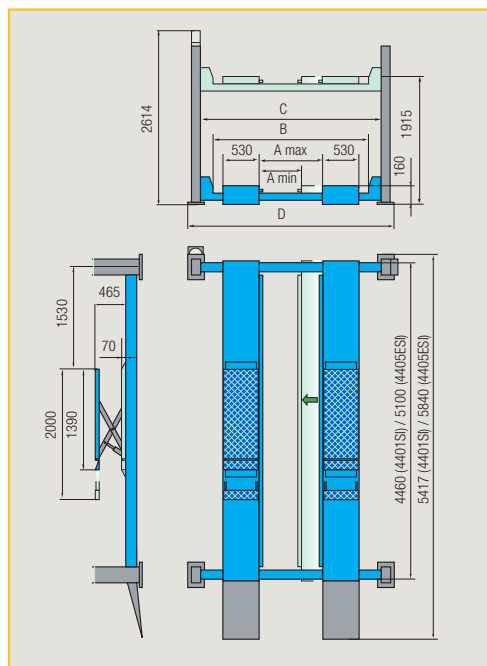 2614
C
B
530
A max
530
A min
D
160
1915
465
1530
70
2000
1390
4460 (4401SI) / 5100 (4405ESI)
5417 (4401SI) / 5840 (4405ESI)